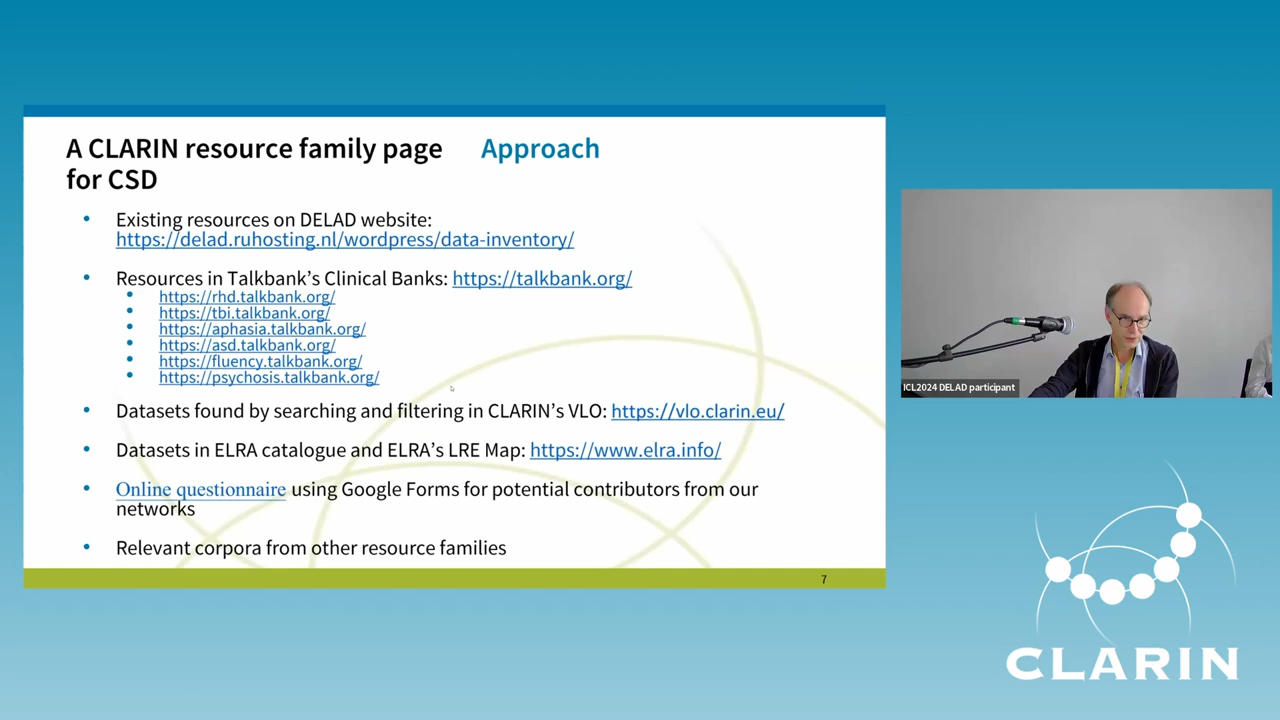 A CLARIN resource family page
for CSD
Approach
Existing resources on DELAD website:
https://delad.ruhosting.nl/wordpress/data-inventory/
Resources in Talkbank's Clinical Banks: https://talkbank.org/
https://rhd.talkbank.org/
https://tbi.talkbank.org/
https://aphasia.talkbank.org/
https://asd.talkbank.org/
https://fluency.talkbank.org/
https://psychosis.talkbank.org/
Datasets found by searching and filtering in CLARIN's VLO: https://vlo.clarin.eu/
Datasets in ELRA catalogue and ELRA's LRE Map: https://www.elra.info/
Online questionnaire using Google Forms for potential contributors from our
networks
Relevant corpora from other resource families
7
ICL2024 DELAD participant
CLARIN